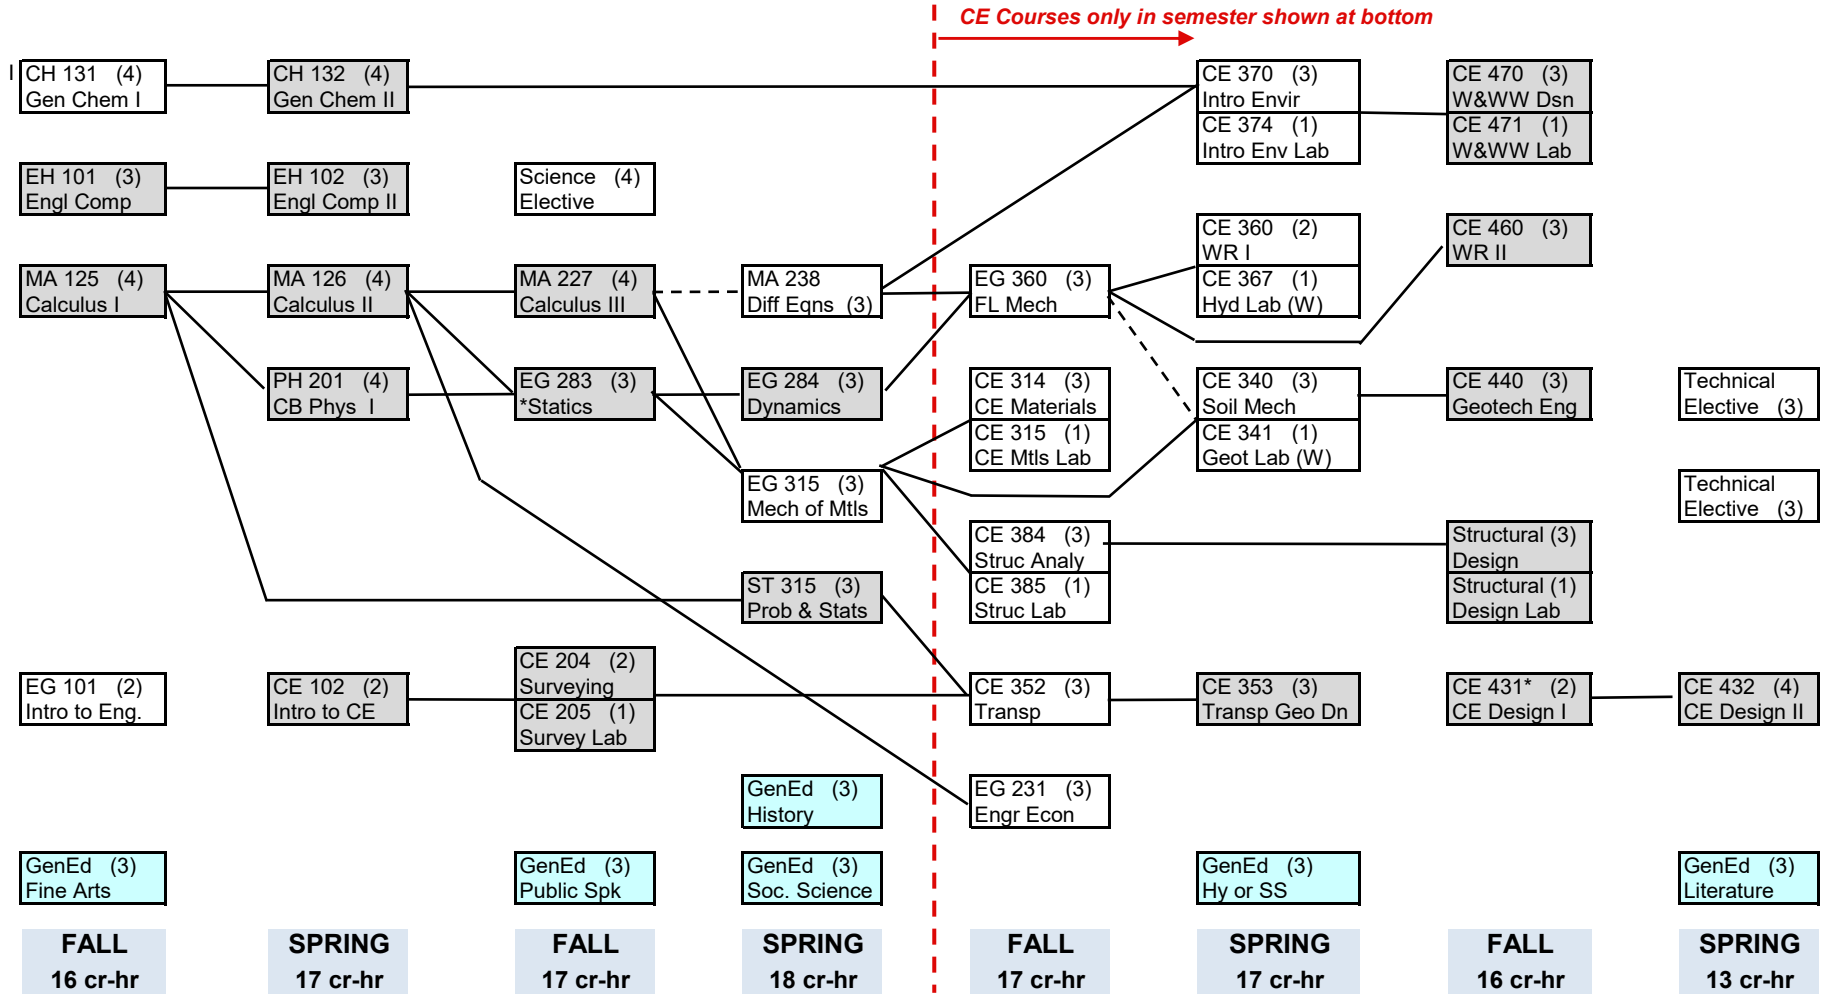 CE Courses only in semester shown at bottom
I
CH 131 (4)
Gen Chem I
CH 132 (4)
Gen Chem II
CE 370 (3)
Intro Envir
CE 374 (1)
Intro Env Lab
CE 470 (3)
W&WW Dsn
CE 471 (1)
W&WW Lab
EH 101 (3)
Engl Comp
EH 102 (3)
Engl Comp II
Science (4)
Elective
CE 360 (2)
WR I
CE 367 (1)
Hyd Lab (W)
CE 460 (3)
WR II
MA 125 (4)
Calculus I
MA 126 (4)
Calculus II
MA 227 (4)
Calculus III
MA 238
Diff Eqns (3)
EG 360 (3)
FL Mech
PH 201 (4)
CB Phys I
EG 283 (3)
*Statics
EG 284 (3)
Dynamics
CE 314 (3)
CE Materials
CE 315 (1)
CE Mtls Lab
CE 340 (3)
Soil Mech
CE 341 (1)
Geot Lab (W)
CE 440 (3)
Geotech Eng
Technical
Elective (3)
EG 315 (3)
Mech of Mtls
Technical
Elective (3)
CE 384 (3)
Struc Analy
CE 385 (1)
Struc Lab
Structural (3)
Design
Structural (1)
Design Lab
ST 315 (3)
Prob & Stats
EG 101 (2)
Intro to Eng.
CE 102 (2)
Intro to CE
CE 204 (2)
Surveying
CE 205 (1)
Survey Lab
CE 352 (3)
Transp
CE 353 (3)
Transp Geo Dn
CE 431* (2)
CE Design I
CE 432 (4)
CE Design II
GenEd (3)
History
EG 231 (3)
Engr Econ
GenEd (3)
Fine Arts
GenEd (3)
Public Spk
GenEd (3)
Soc. Science
GenEd (3)
Hy or SS
GenEd (3)
Literature
FALL
16 cr-hr
SPRING
17 cr-hr
FALL
17 cr-hr
SPRING
18 cr-hr
FALL
17 cr-hr
SPRING
17 cr-hr
FALL
16 cr-hr
SPRING
13 cr-hr